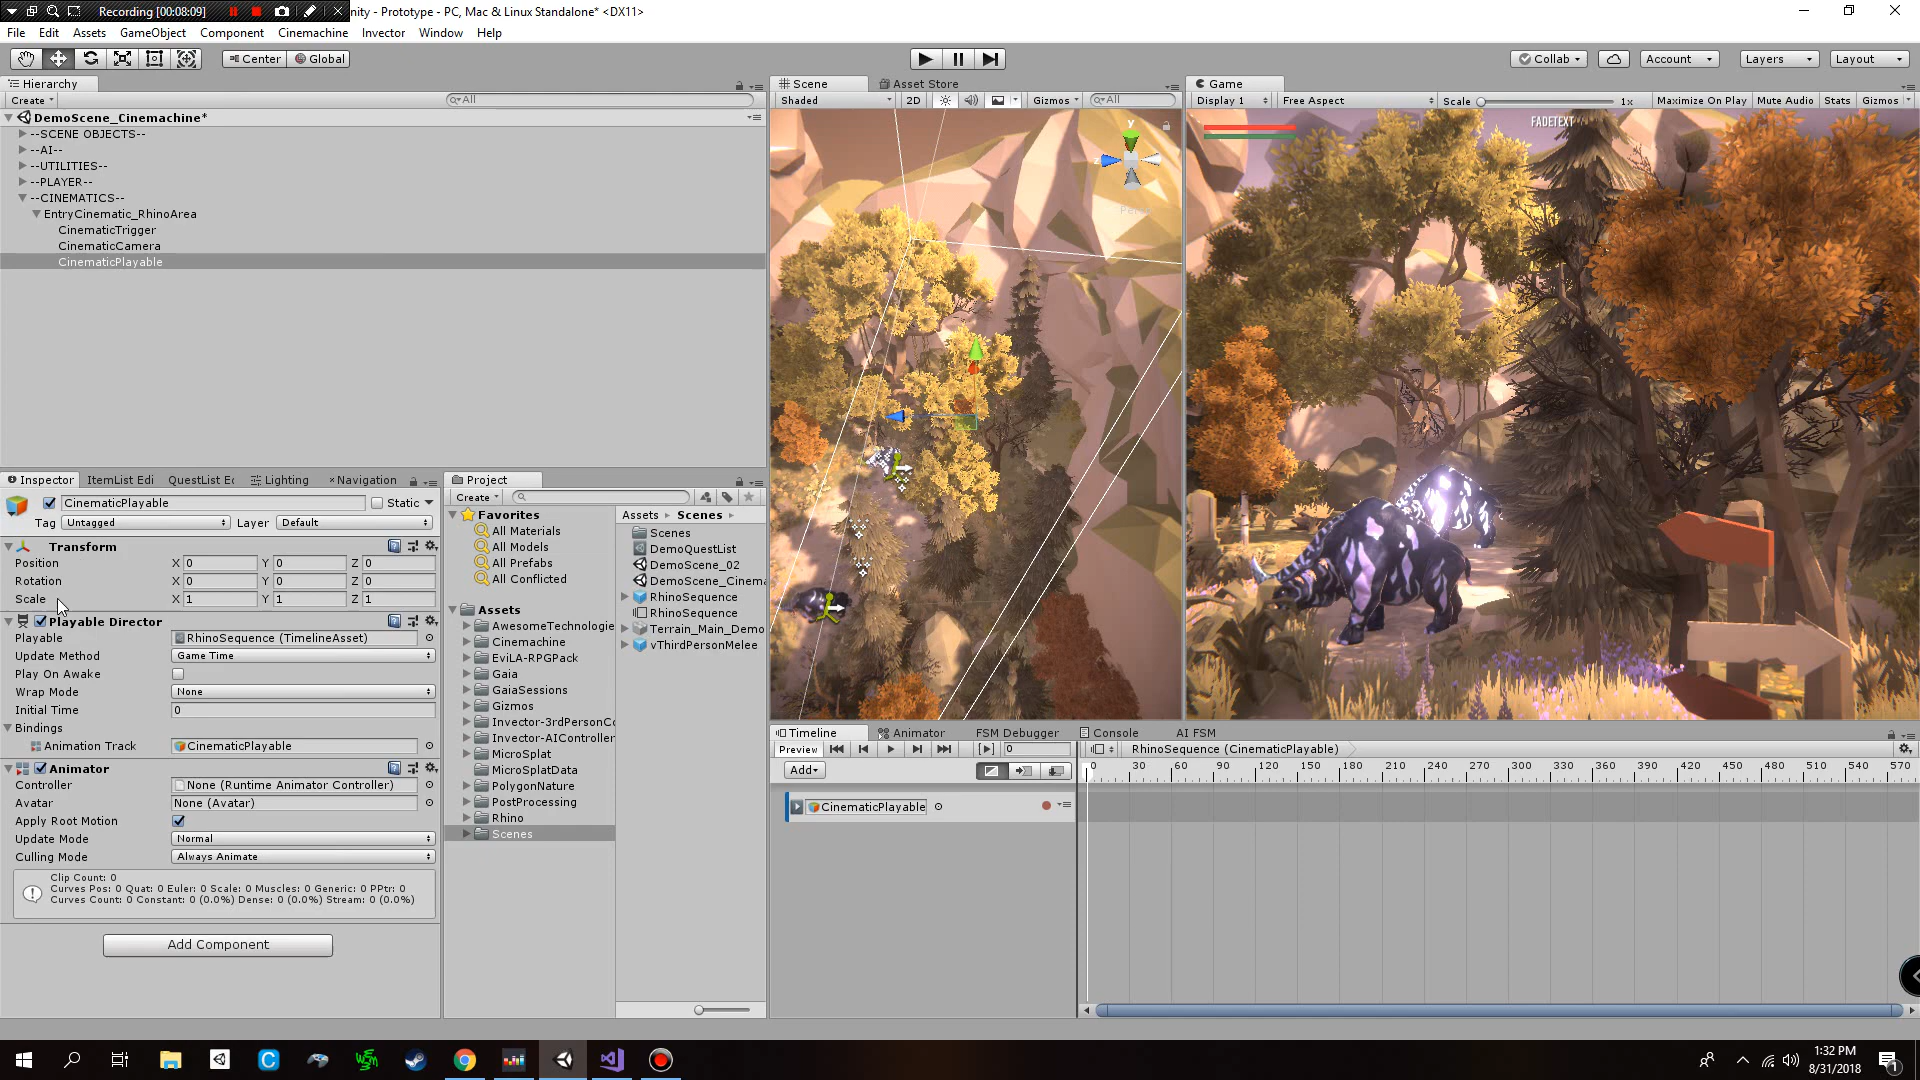 Recording [00:08:09]
nity - Prototype - PC, Mac & Linux Standalone* <DX11>
File Edit Assets GameObject Component Cinemachine Invector Window Help
Center Global
Collab Account Layers Layout
Hierarchy
Create All
DemoScene_Cinemachine*
--SCENE OBJECTS--
--AI--
--UTILITIES--
--PLAYER--
--CINEMATICS--
EntryCinematic_RhinoArea
CinematicTrigger
CinematicCamera
CinematicPlayable
Scene Asset Store
Shaded 2D Gizmos All
y
Game
Display 1 Free Aspect Scale 1x Maximize On Play Mute Audio Stats Gizmos
FADETEXT
Inspector ItemList Edi QuestList Ec Lighting Navigation
CinematicPlayable Static
Tag Untagged Layer Default
Transform
Position X 0 Y 0 Z 0
Rotation X 0 Y 0 Z 0
Scale X 1 Y 1 Z 1
Playable Director
Playable RhinoSequence (TimelineAsset)
Update Method Game Time
Play On Awake
Wrap Mode None
Initial Time 0
Bindings
Animation Track CinematicPlayable
Animator
Controller None (Runtime Animator Controller)
Avatar None (Avatar)
Apply Root Motion
Update Mode Normal
Culling Mode Always Animate
Clip Count: 0
Curves Pos: 0 Quat: 0 Euler: 0 Scale: 0 Muscles: 0 Generic: 0 PPtr: 0
Curves Count: 0 Constant: 0 (0.0%) Dense: 0 (0.0%) Stream: 0 (0.0%)
Add Component
Project
Create
Favorites
All Materials
All Models
All Prefabs
All Conflicted
Assets
AwesomeTechnologie
Cinemachine
EviLA-RPGPack
Gaia
GaiaSessions
Gizmos
Invector-3rdPersonCo
Invector-AIController
MicroSplat
MicroSplatData
PolygonNature
PostProcessing
Rhino
Scenes
Assets Scenes
Scenes
DemoQuestList
DemoScene_02
DemoScene_Cinema
RhinoSequence
RhinoSequence
Terrain_Main_Demo
vThirdPersonMelee
Timeline Animator FSM Debugger Console AI FSM
Preview 0 RhinoSequence (CinematicPlayable)
Add
0 30 60 90 120 150 180 210 240 270 300 330 360 390 420 450 480 510 540 570
CinematicPlayable
1:32 PM
8/31/2018
1